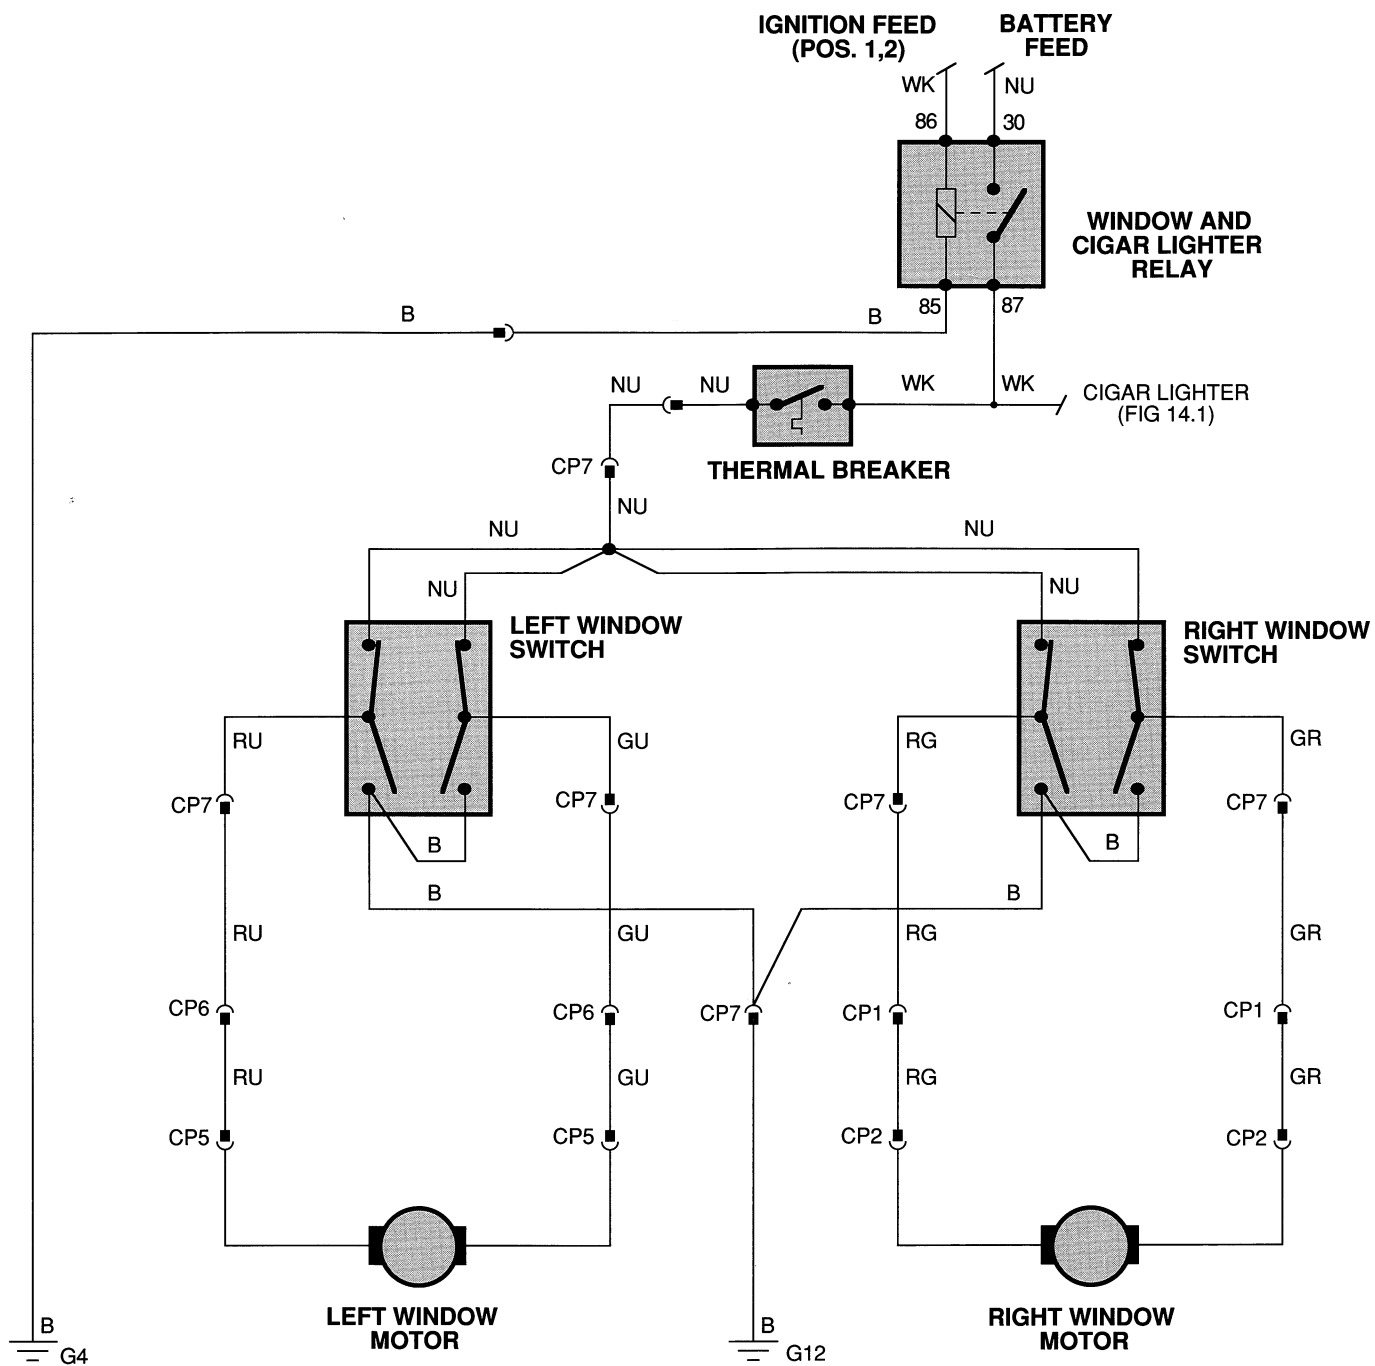 IGNITION FEED
(POS. 1,2)
BATTERY
FEED
WK
NU
86
30
WINDOW AND
CIGAR LIGHTER
RELAY
85
87
B
B
NU
NU
WK
WK
CIGAR LIGHTER
(FIG 14.1)
CP7
THERMAL BREAKER
NU
NU
NU
NU
NU
LEFT WINDOW
SWITCH
RIGHT WINDOW
SWITCH
RU
GU
RG
GR
CP7
CP7
CP7
CP7
B
B
B
B
RU
GU
RG
GR
CP6
CP6
CP7
CP1
CP1
RU
GU
RG
GR
CP5
CP5
CP2
CP2
LEFT WINDOW
MOTOR
RIGHT WINDOW
MOTOR
B
G4
B
G12